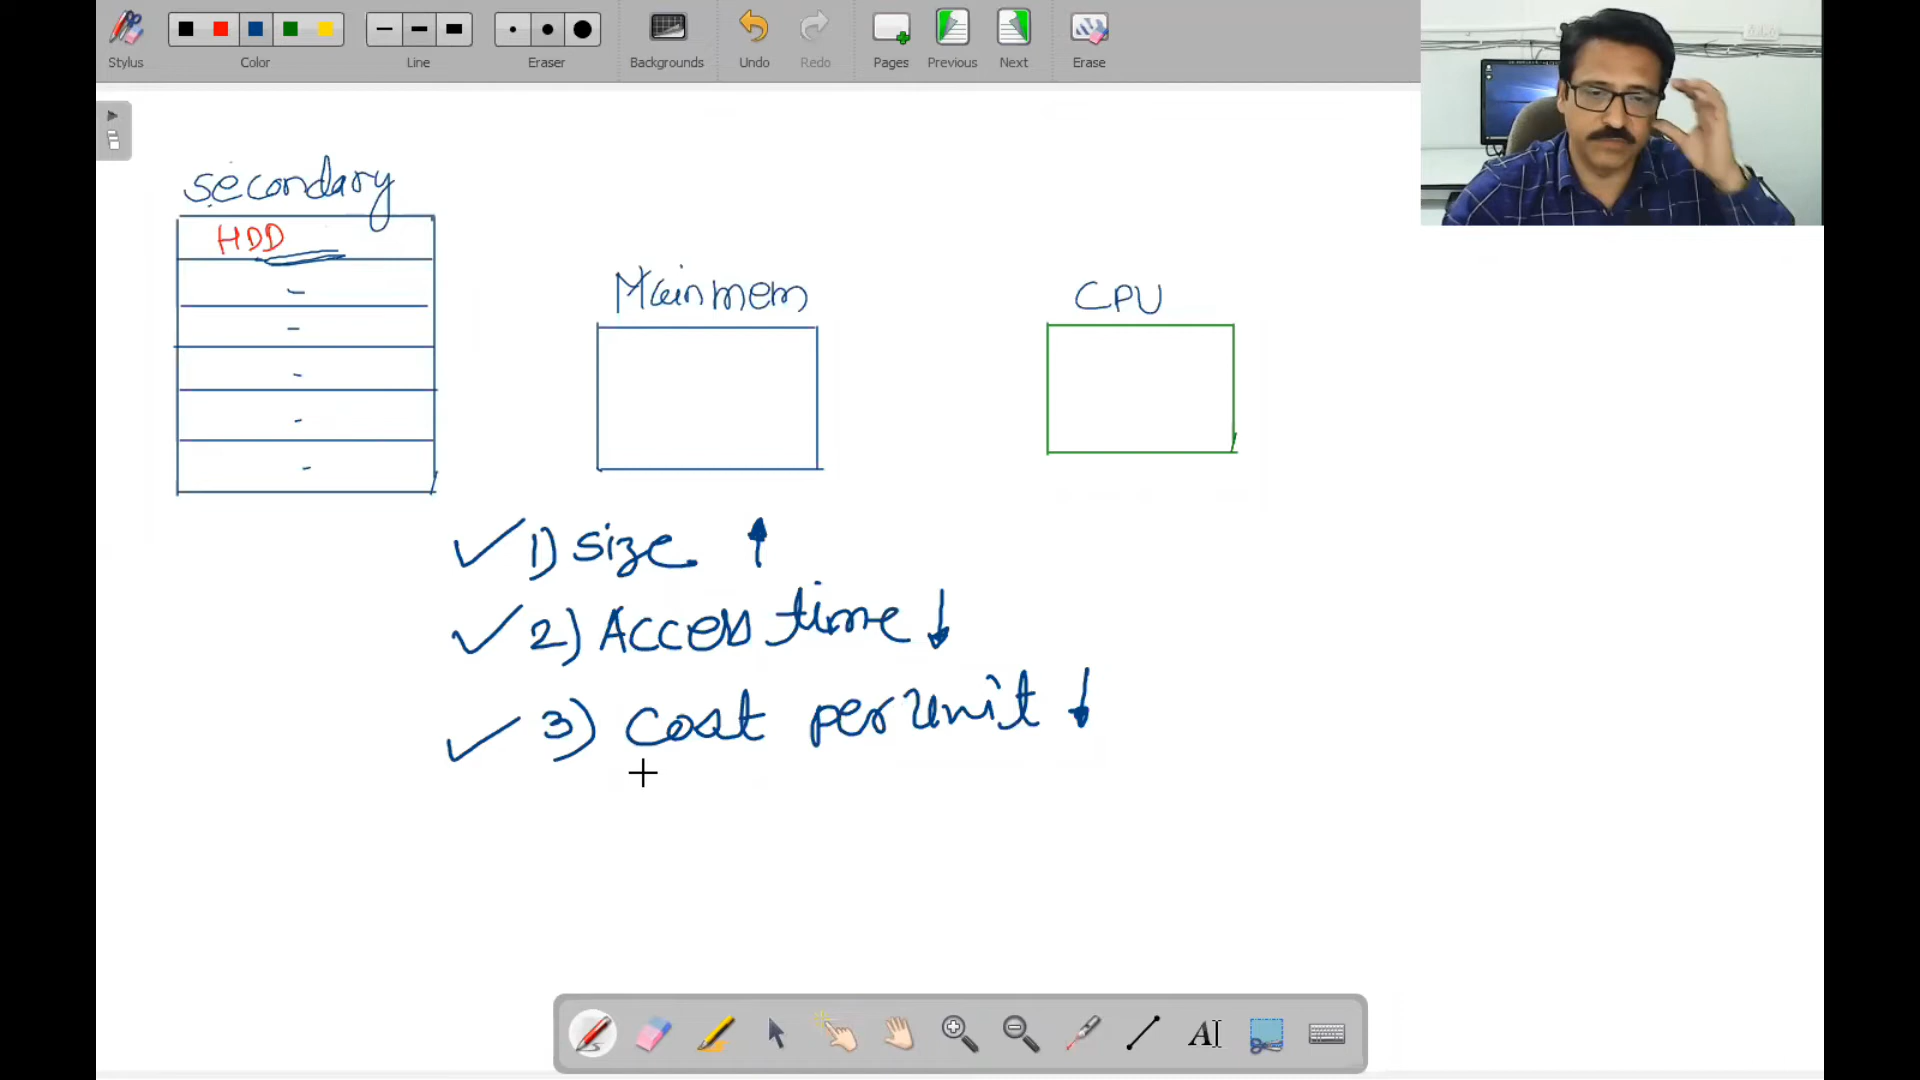 Stylus
Color
Line
Eraser
Backgrounds
Undo
Redo
Pages
Previous
Next
Erase
secondary
HDD
Main mem
CPU
1) size ↑
2) Access time ↓
3) cost per unit ↓